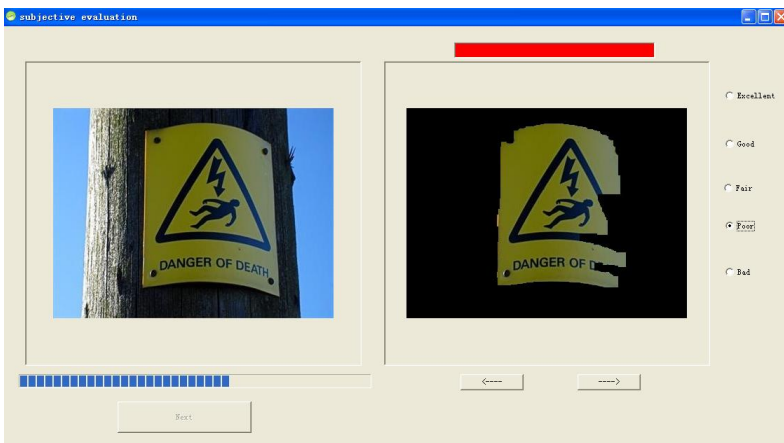 subjective evaluation
DANGER OF DEATH
DANGER OF D
Excellent
Good
Fair
Poor
Bad
<----
---->
Next